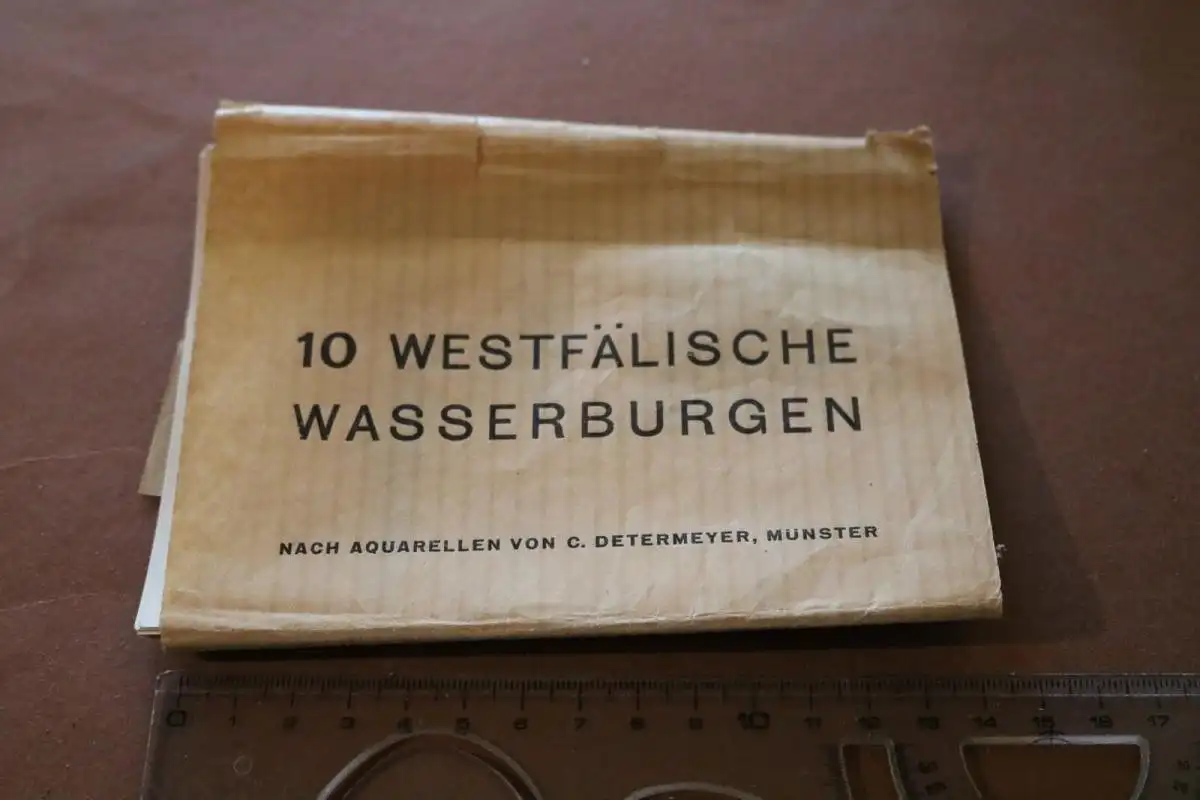 10 WESTFÄLISCHE
WASSERBURGEN
NACH AQUARELLEN VON C. DETERMEYER, MÜNSTER
0 1 2 3 4 5 6 7 8 9 10 11 12 13 14 15 16 17